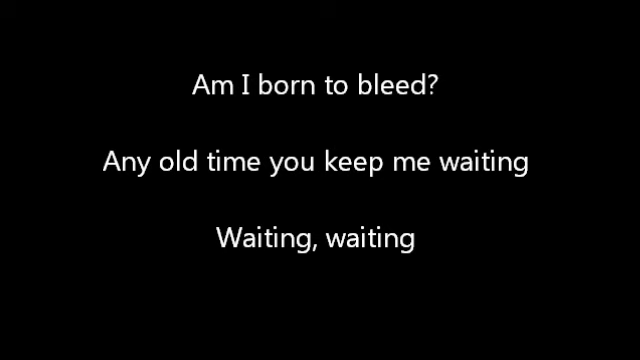 Am I born to bleed?
Any old time you keep me waiting
Waiting, waiting